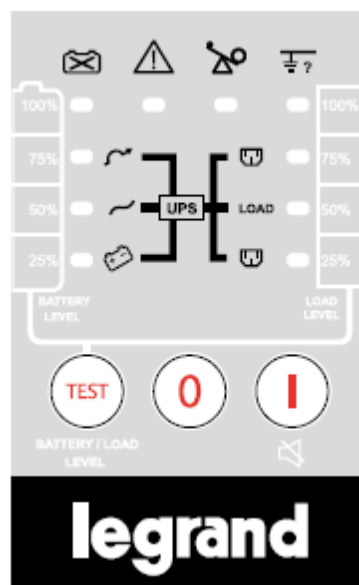 ?
100% 100%
75% 75%
UPS
50% LOAD 50%
25% 25%
BATTERY
LEVEL
LOAD
LEVEL
TEST 0 I
BATTERY / LOAD
LEVEL
legrand